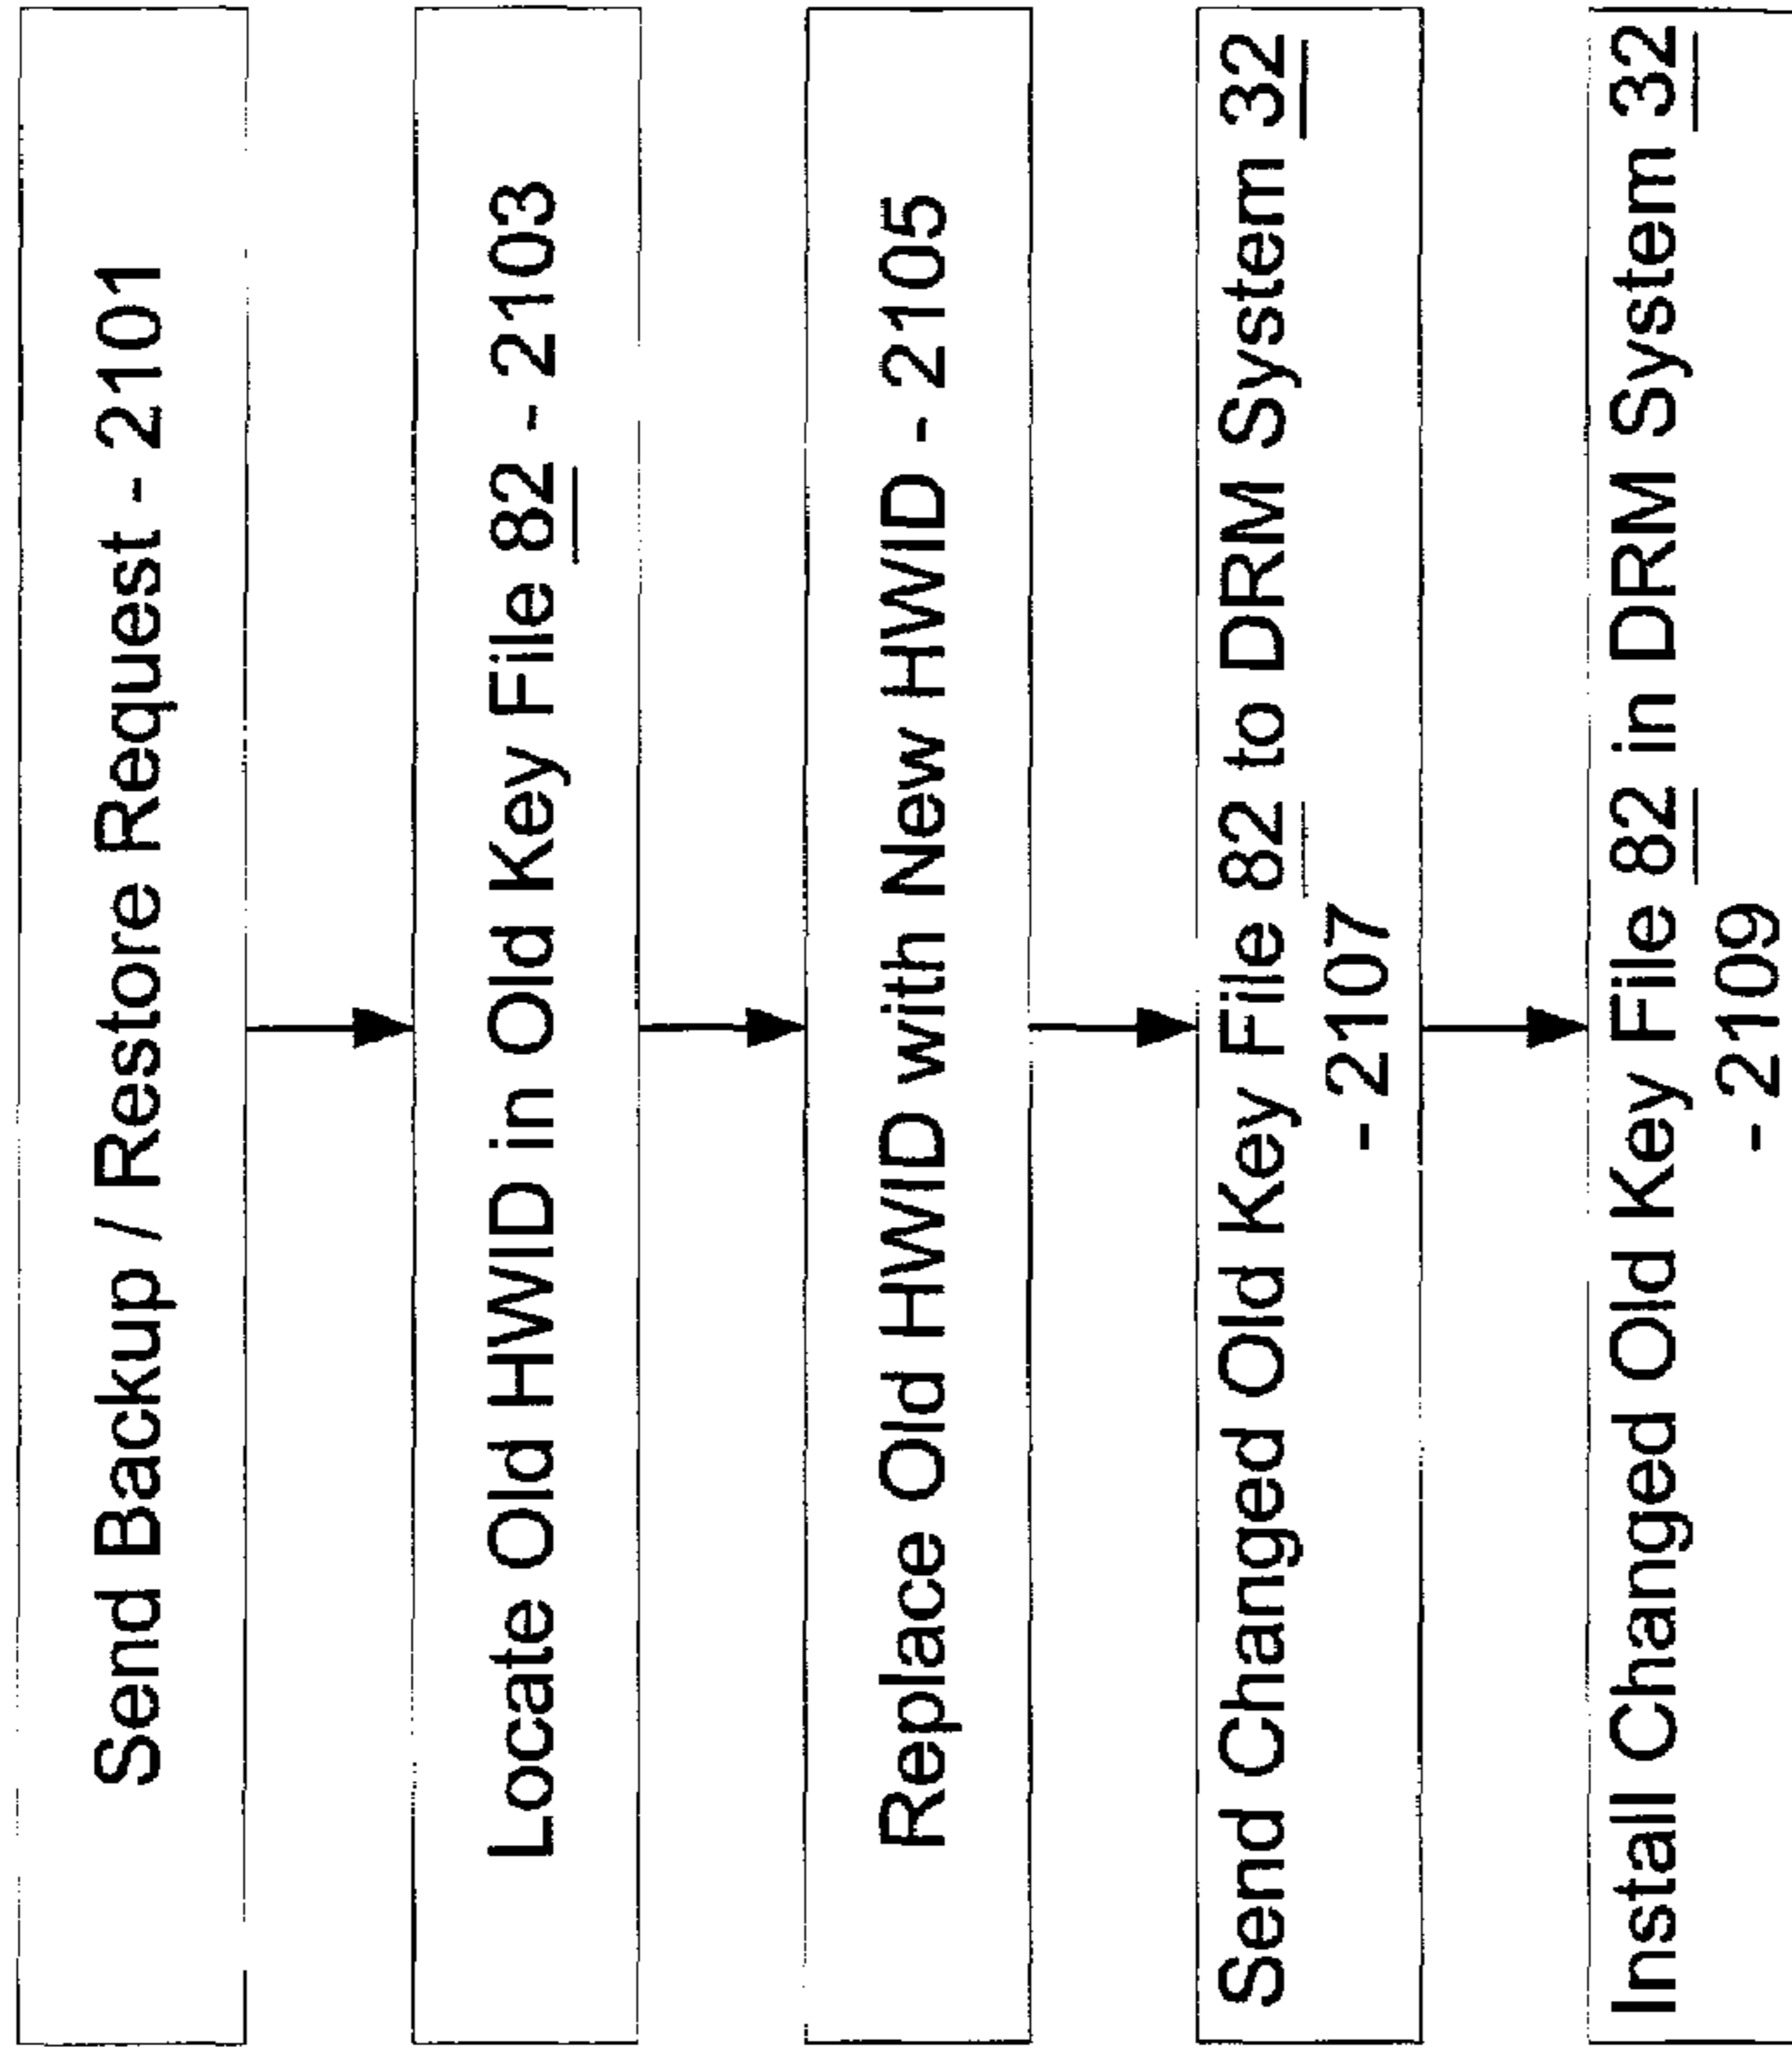 Send Backup / Restore Request - 2101
Locate Old HWID in Old Key File 82 - 2103
Replace Old HWID with New HWID - 2105
Send Changed Old Key File 82 to DRM System 32
- 2107
Install Changed Old Key File 82 in DRM System 32
- 2109